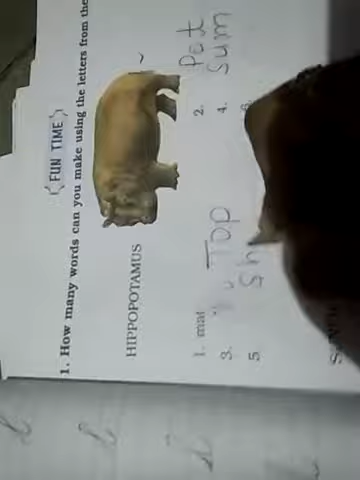 FUN TIME
1. How many words can you make using the letters from the
HIPPOPOTAMUS
1. mat 2. Pat
3. Top 4. Sum
5 Sh